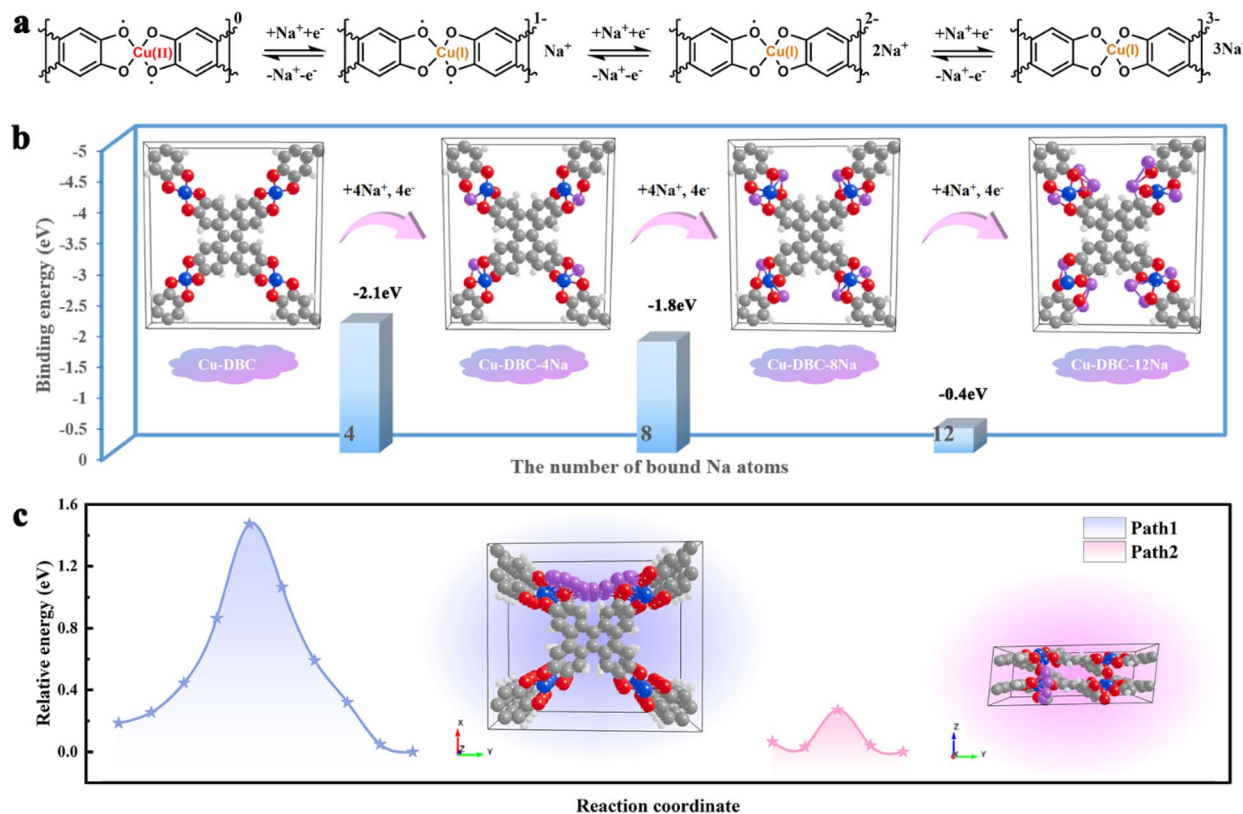 a
0
1-
2-
3-
Cu(II) +Na⁺+e⁻ Cu(I) Na⁺ +Na⁺+e⁻ Cu(I) 2Na⁺ +Na⁺+e⁻ Cu(I) 3Na⁺
-Na⁺-e⁻ -Na⁺-e⁻ -Na⁺-e⁻
O O O O O O O O
O O O O O O O O
b
Binding energy (eV)
-5
-4.5
-4
-3.5
-3
-2.5
-2
-1.5
-1
-0.5
0
+4Na⁺, 4e⁻ +4Na⁺, 4e⁻ +4Na⁺, 4e⁻
-2.1eV -1.8eV -0.4eV
Cu-DBC Cu-DBC-4Na Cu-DBC-8Na Cu-DBC-12Na
4 8 12
The number of bound Na atoms
c
Relative energy (eV)
1.6
1.2
0.8
0.4
0.0
Path1
Path2
X
Z Y
Z
X Y
Reaction coordinate